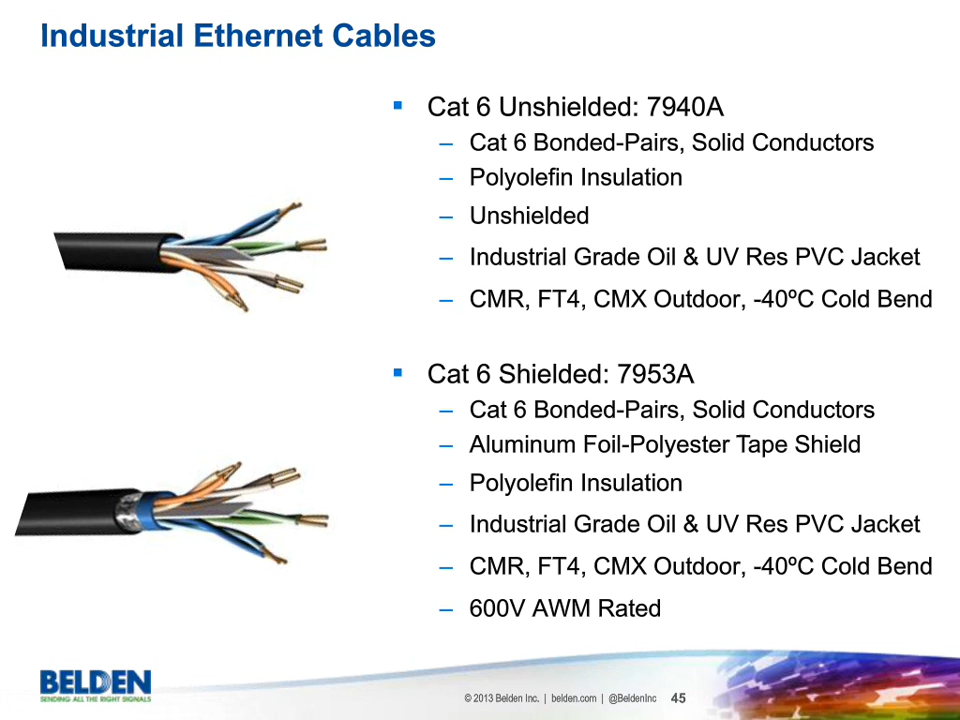 Industrial Ethernet Cables
▪ Cat 6 Unshielded: 7940A
– Cat 6 Bonded-Pairs, Solid Conductors
– Polyolefin Insulation
– Unshielded
– Industrial Grade Oil & UV Res PVC Jacket
– CMR, FT4, CMX Outdoor, -40ºC Cold Bend
▪ Cat 6 Shielded: 7953A
– Cat 6 Bonded-Pairs, Solid Conductors
– Aluminum Foil-Polyester Tape Shield
– Polyolefin Insulation
– Industrial Grade Oil & UV Res PVC Jacket
– CMR, FT4, CMX Outdoor, -40ºC Cold Bend
– 600V AWM Rated
BELDEN
SENDING ALL THE RIGHT SIGNALS
© 2013 Belden Inc. | belden.com | @BeldenInc 45